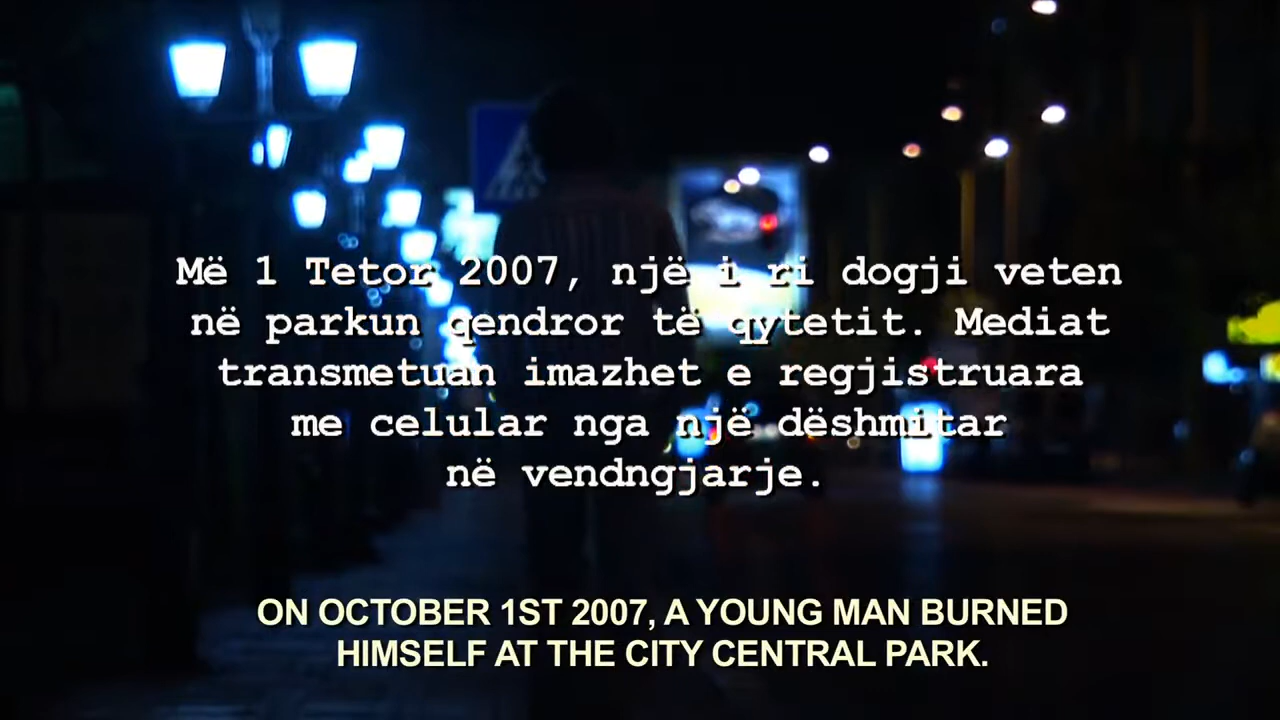 Më 1 Tetor 2007, një i ri dogji veten
në parkun qendror të qytetit. Mediat
transmetuan imazhet e regjistruara
me celular nga një dëshmitar
në vendngjarje.
ON OCTOBER 1ST 2007, A YOUNG MAN BURNED
HIMSELF AT THE CITY CENTRAL PARK.